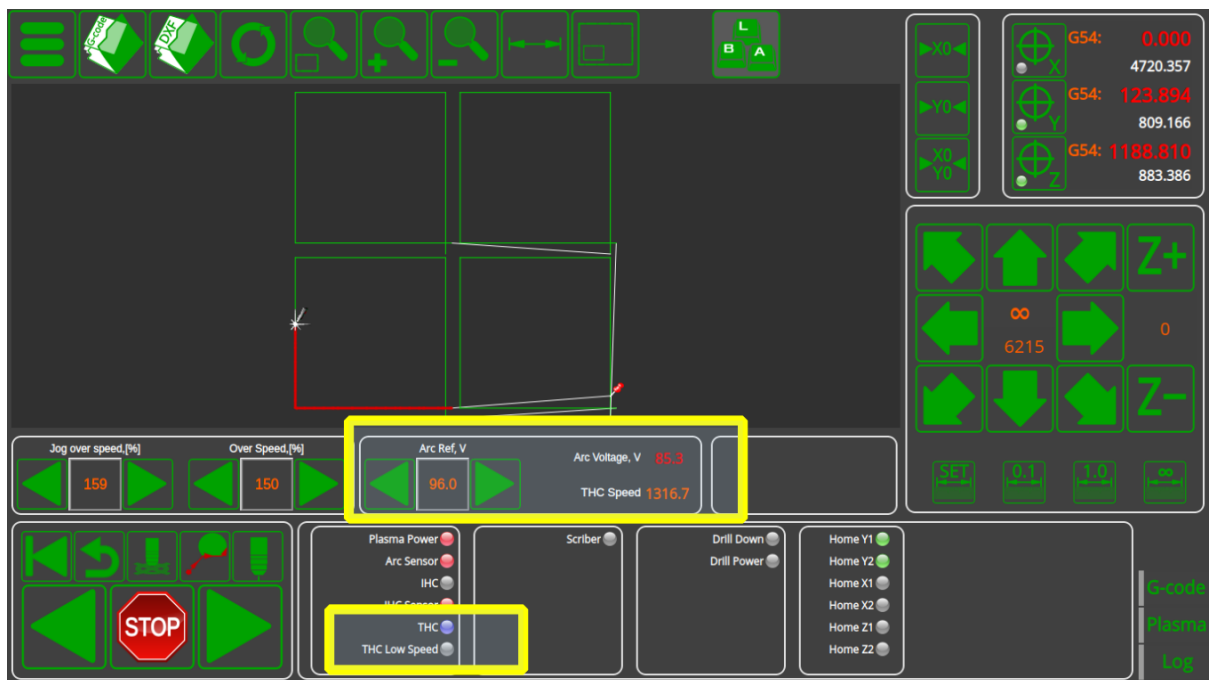 G-code
DXF
L
B A
X0
Y0
X0
Y0
X
G54: 0.000
4720.357
Y
G54: 123.894
809.166
Z
G54: 1188.810
883.386
Z+
∞
6215
0
Z−
SET
0.1
1.0
∞
Jog over speed,[%]
159
Over Speed,[%]
150
Arc Ref, V
96.0
Arc Voltage, V 85.3
THC Speed 1316.7
STOP
Plasma Power
Arc Sensor
IHC
IHC Sensor
THC
THC Low Speed
Scriber
Drill Down
Drill Power
Home Y1
Home Y2
Home X1
Home X2
Home Z1
Home Z2
G-code
Plasma
Log